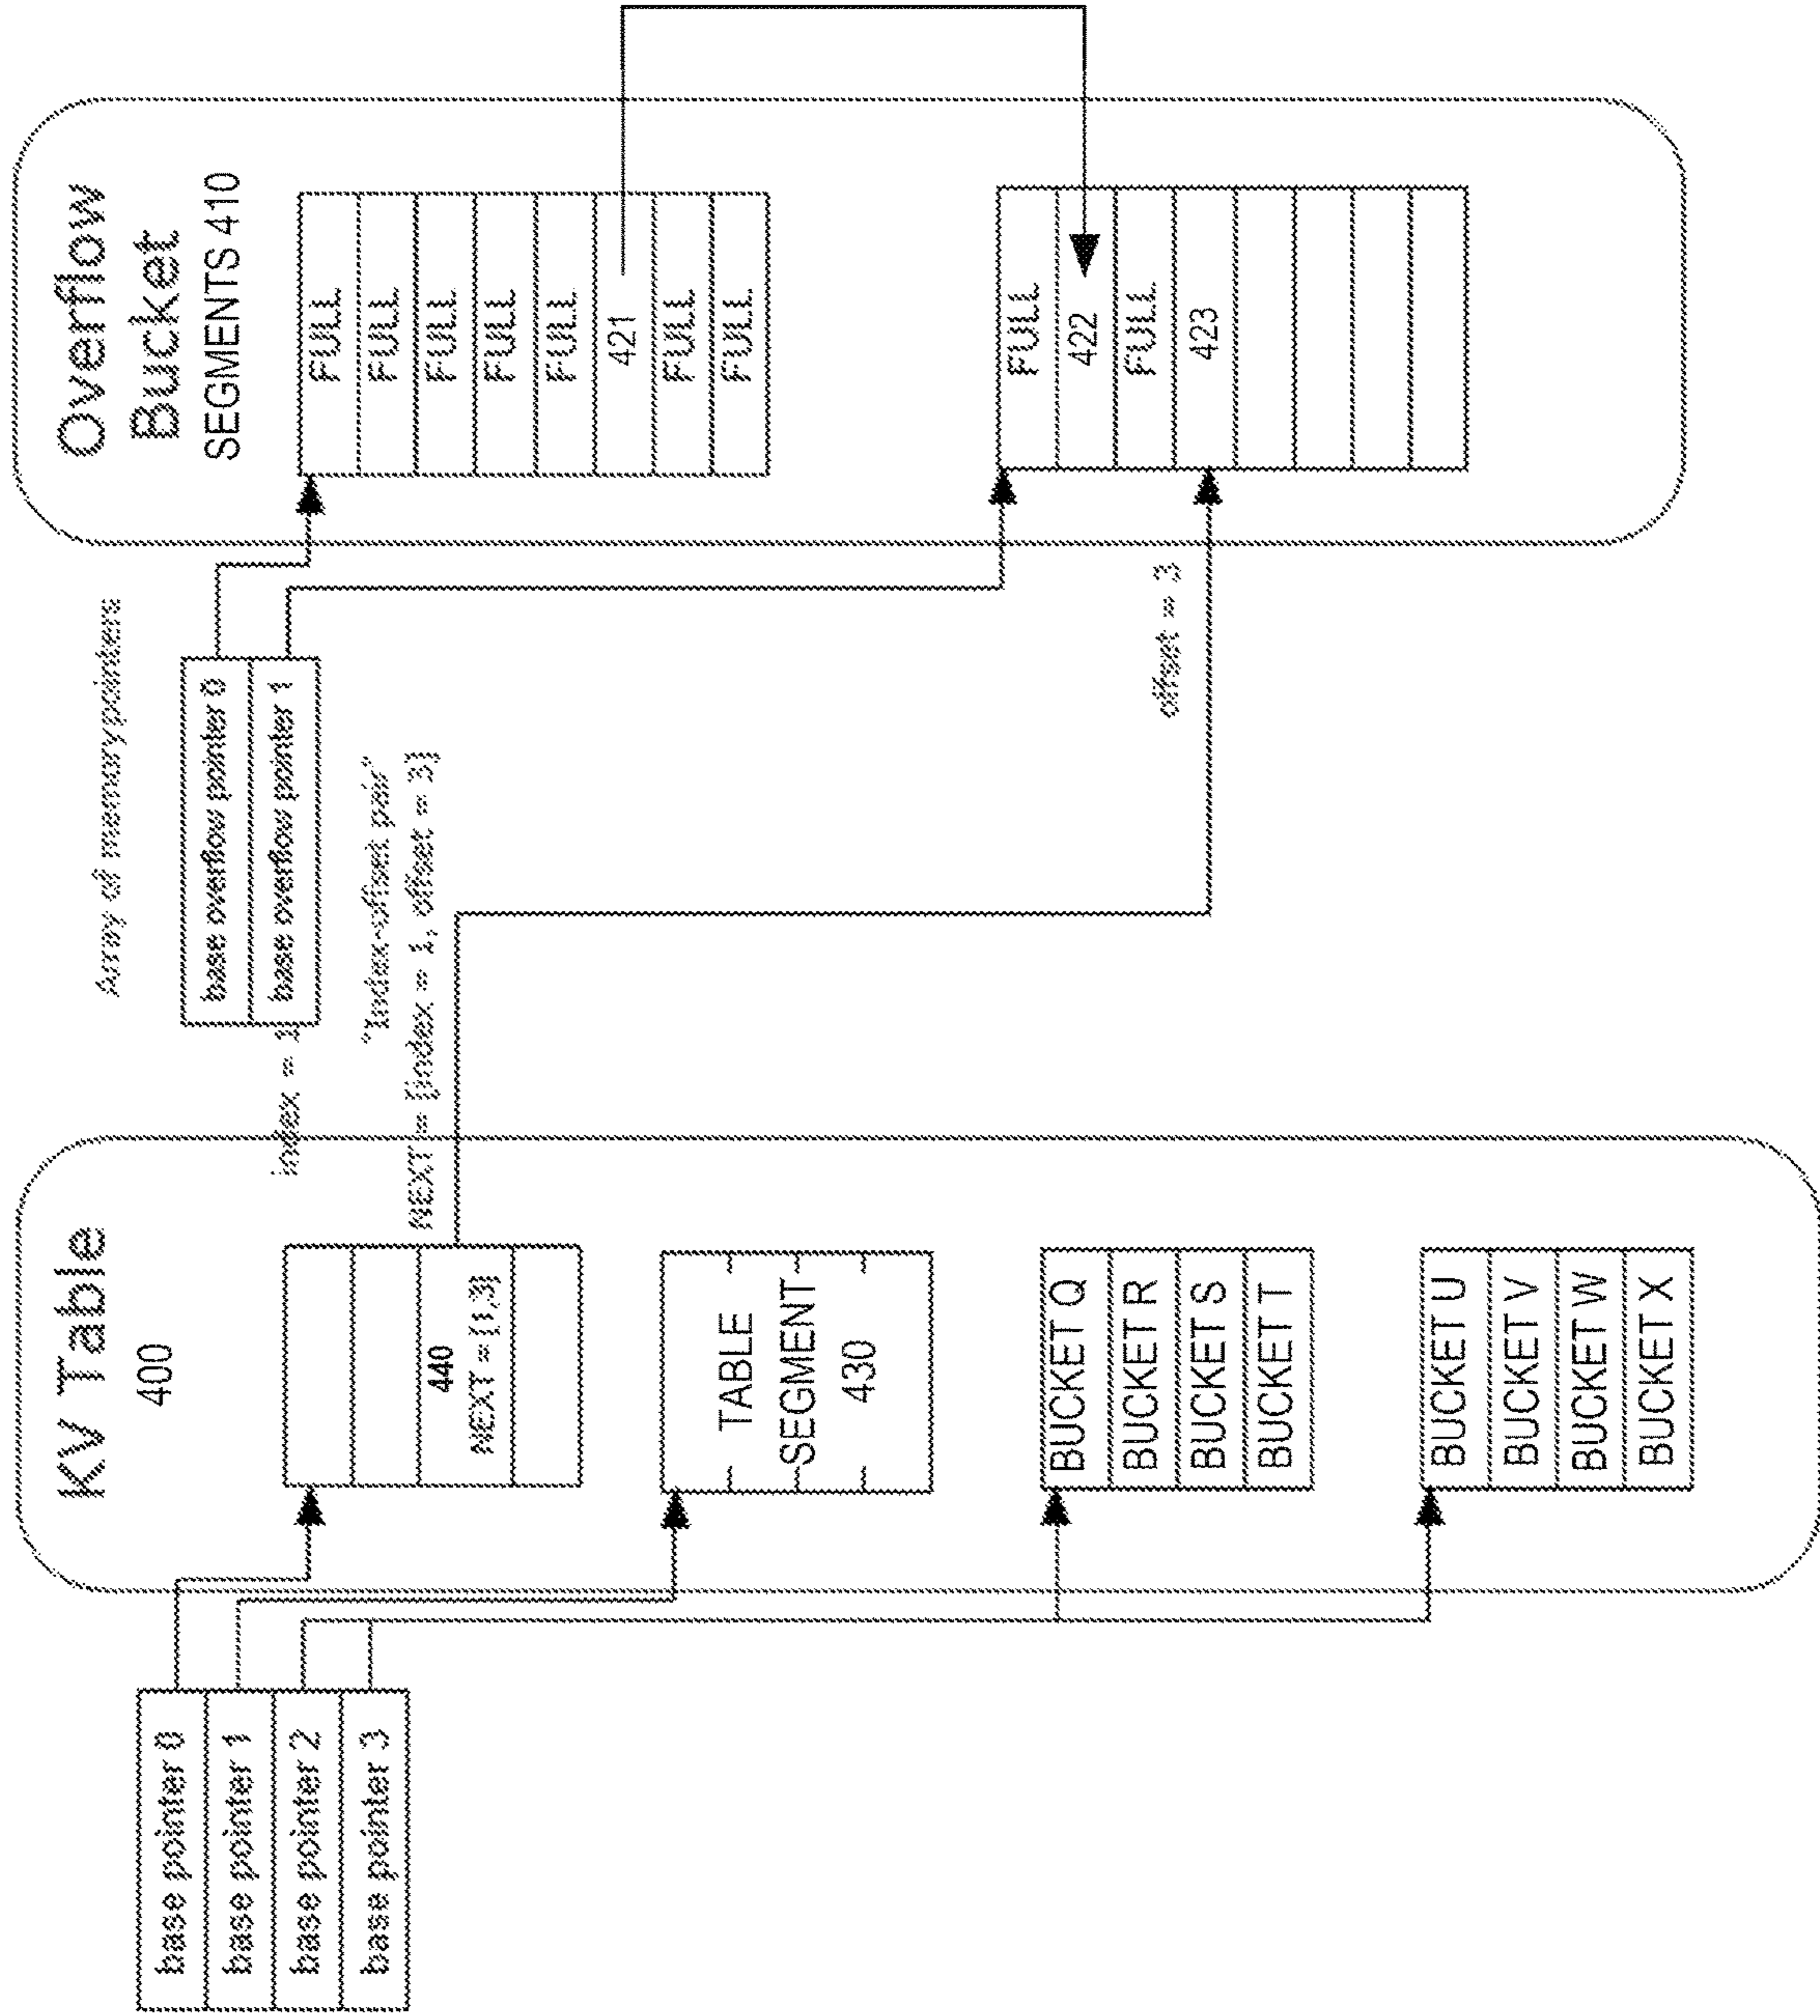 base pointer 0
base pointer 1
base pointer 2
base pointer 3
KV Table
400
440
NEXT = [1,3]
TABLE
SEGMENT
430
BUCKET Q
BUCKET R
BUCKET S
BUCKET T
BUCKET U
BUCKET V
BUCKET W
BUCKET X
Array of memory pointers
base overflow pointer 0
base overflow pointer 1
index = 1
"Index-offset pair"
NEXT = [index = 1, offset = 3]
offset = 3
Overflow
Bucket
SEGMENTS 410
FULL
FULL
FULL
FULL
FULL
421
FULL
FULL
FULL
422
FULL
423